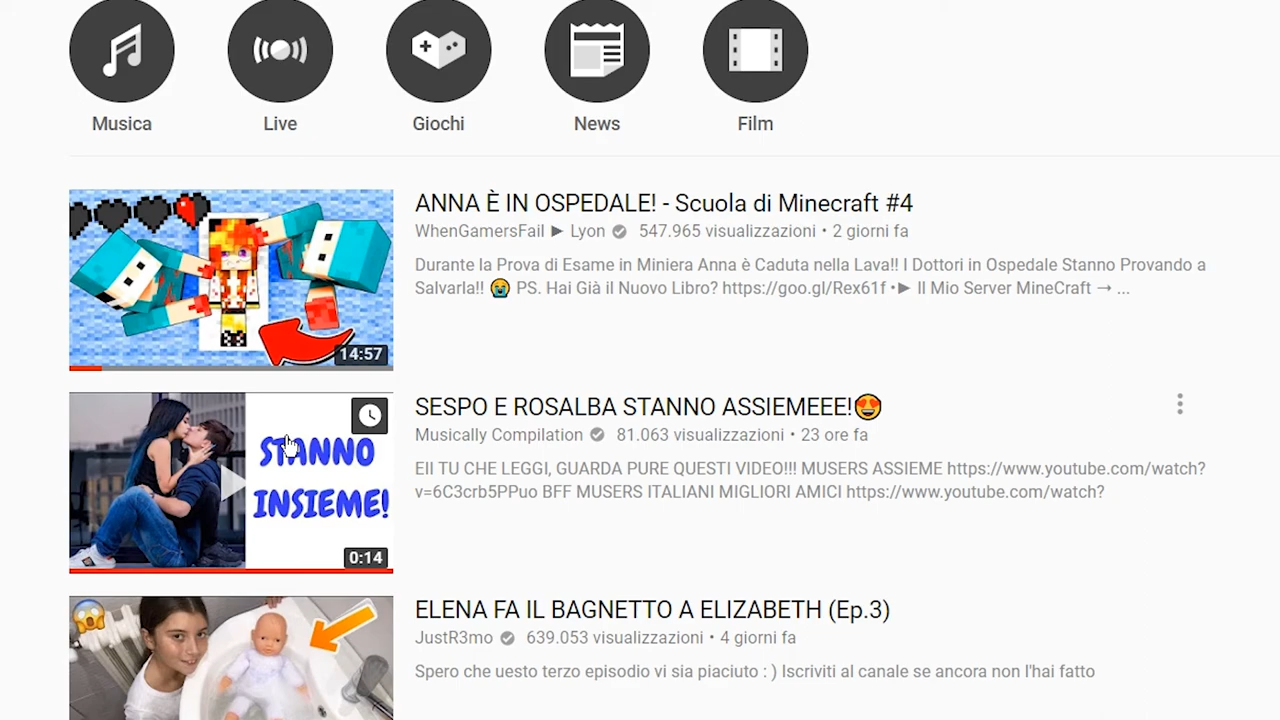 Musica
Live
Giochi
News
Film
14:57
ANNA È IN OSPEDALE! - Scuola di Minecraft #4
WhenGamersFail ► Lyon 547.965 visualizzazioni • 2 giorni fa
Durante la Prova di Esame in Miniera Anna è Caduta nella Lava!! I Dottori in Ospedale Stanno Provando a
Salvarla!! 😭 PS. Hai Già il Nuovo Libro? https://goo.gl/Rex61f •► Il Mio Server MineCraft → ...
STANNO
INSIEME!
0:14
SESPO E ROSALBA STANNO ASSIEMEEE!😍
Musically Compilation 81.063 visualizzazioni • 23 ore fa
EII TU CHE LEGGI, GUARDA PURE QUESTI VIDEO!!! MUSERS ASSIEME https://www.youtube.com/watch?
v=6C3crb5PPuo BFF MUSERS ITALIANI MIGLIORI AMICI https://www.youtube.com/watch?
ELENA FA IL BAGNETTO A ELIZABETH (Ep.3)
JustR3mo 639.053 visualizzazioni • 4 giorni fa
Spero che uesto terzo episodio vi sia piaciuto : ) Iscriviti al canale se ancora non l'hai fatto